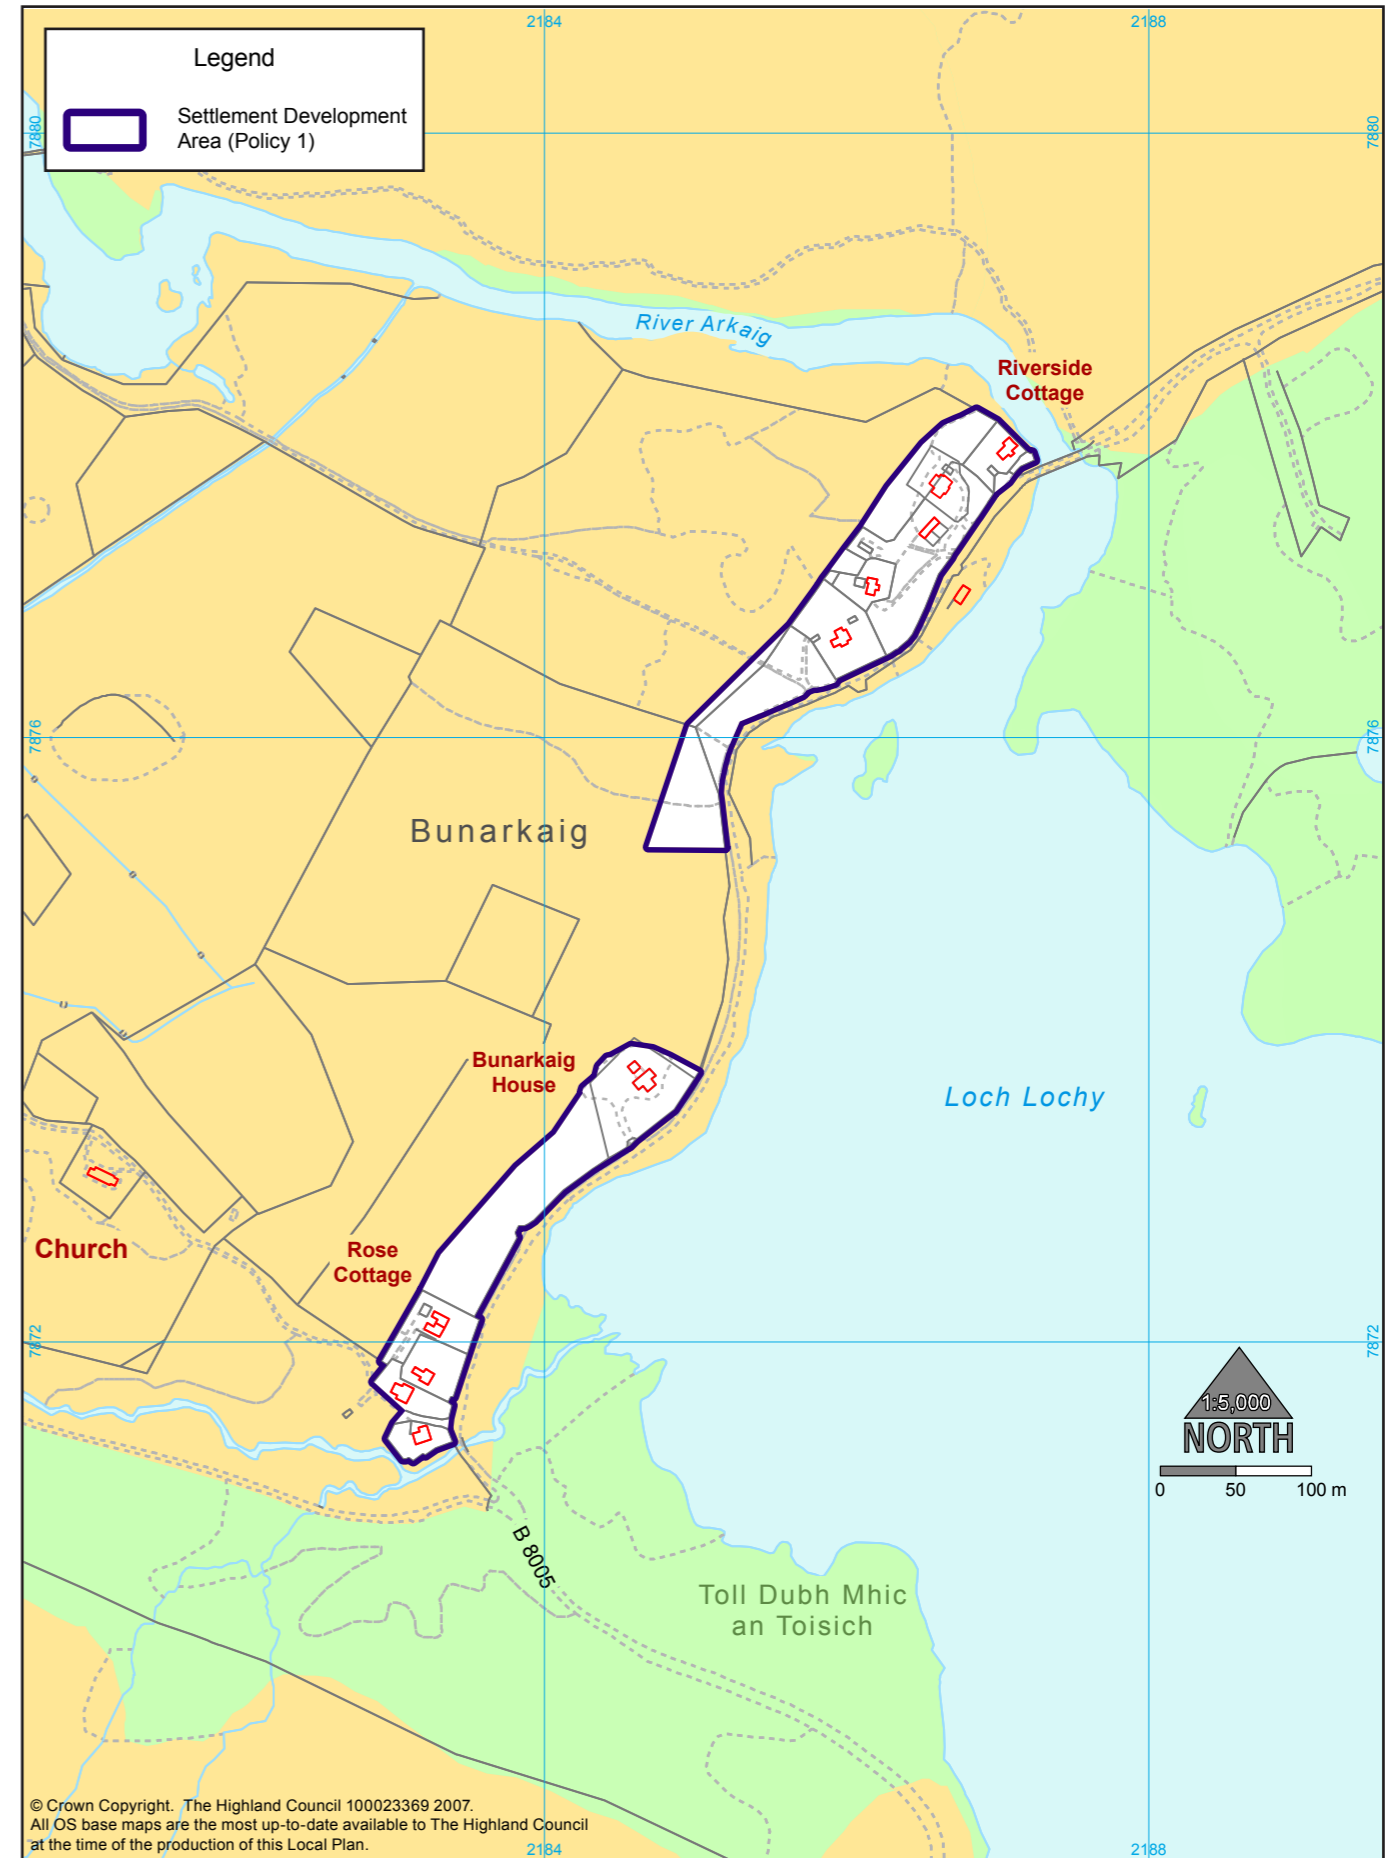 2184
2188
Legend
Settlement Development
Area (Policy 1)
7880
7880
River Arkaig
Riverside
Cottage
7876
7876
Bunarkaig
Bunarkaig
House
Loch Lochy
Church
Rose
Cottage
7872
7872
1:5,000
NORTH
0 50 100 m
B 8005
Toll Dubh Mhic
an Toisich
© Crown Copyright. The Highland Council 100023369 2007.
All OS base maps are the most up-to-date available to The Highland Council
at the time of the production of this Local Plan.
2184
2188